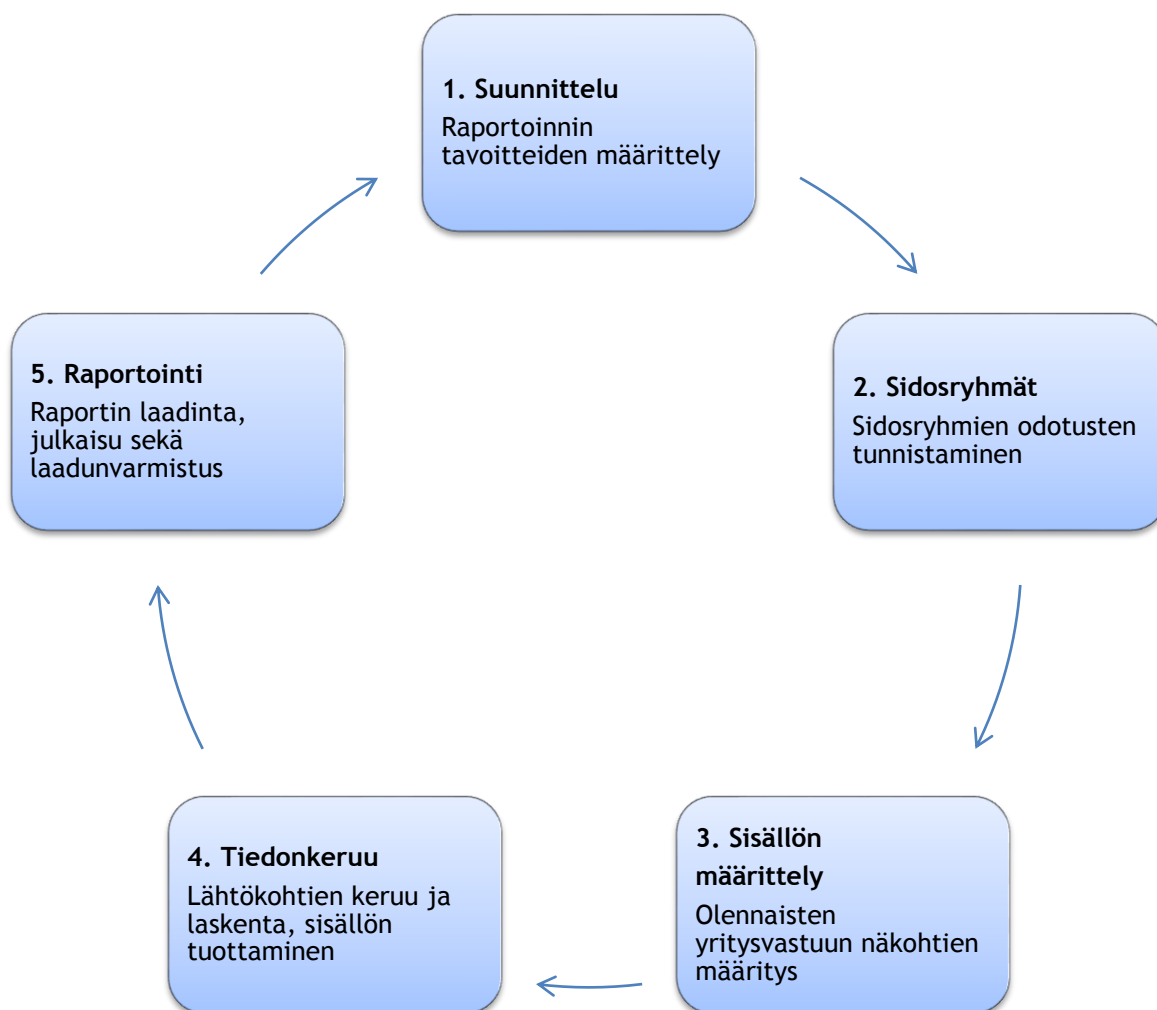 1. Suunnittelu
Raportoinnin
tavoitteiden määrittely
2. Sidosryhmät
Sidosryhmien odotusten
tunnistaminen
3. Sisällön
määrittely
Olennaisten
yritysvastuun näkohtien
määritys
4. Tiedonkeruu
Lähtökohtien keruu ja
laskenta, sisällön
tuottaminen
5. Raportointi
Raportin laadinta,
julkaisu sekä
laadunvarmistus